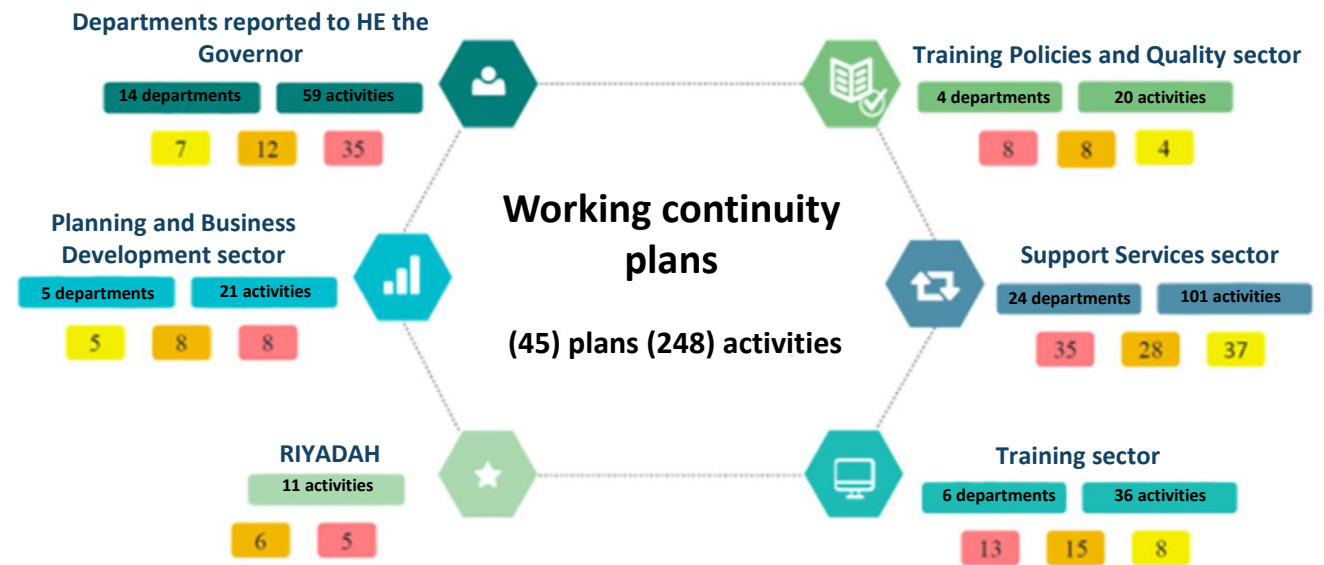 Departments reported to HE the
Governor
14 departments
59 activities
7
12
35
Training Policies and Quality sector
4 departments
20 activities
8
8
4
Working continuity
plans
(45) plans (248) activities
Planning and Business
Development sector
5 departments
21 activities
5
8
8
Support Services sector
24 departments
101 activities
35
28
37
RIYADAH
11 activities
6
5
Training sector
6 departments
36 activities
13
15
8